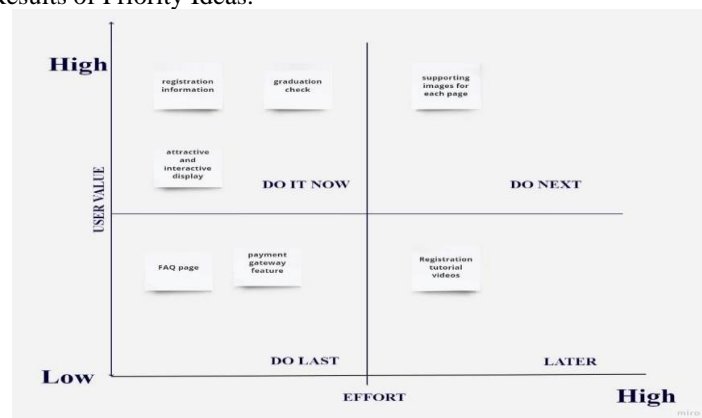 Results of Priority Ideas:
High
registration
information
graduation
check
supporting
images for
each page
attractive
and
interactive
display
DO IT NOW
DO NEXT
USER VALUE
FAQ page
payment
gateway
feature
Registration
tutorial
videos
DO LAST
LATER
Low
EFFORT
High
miro